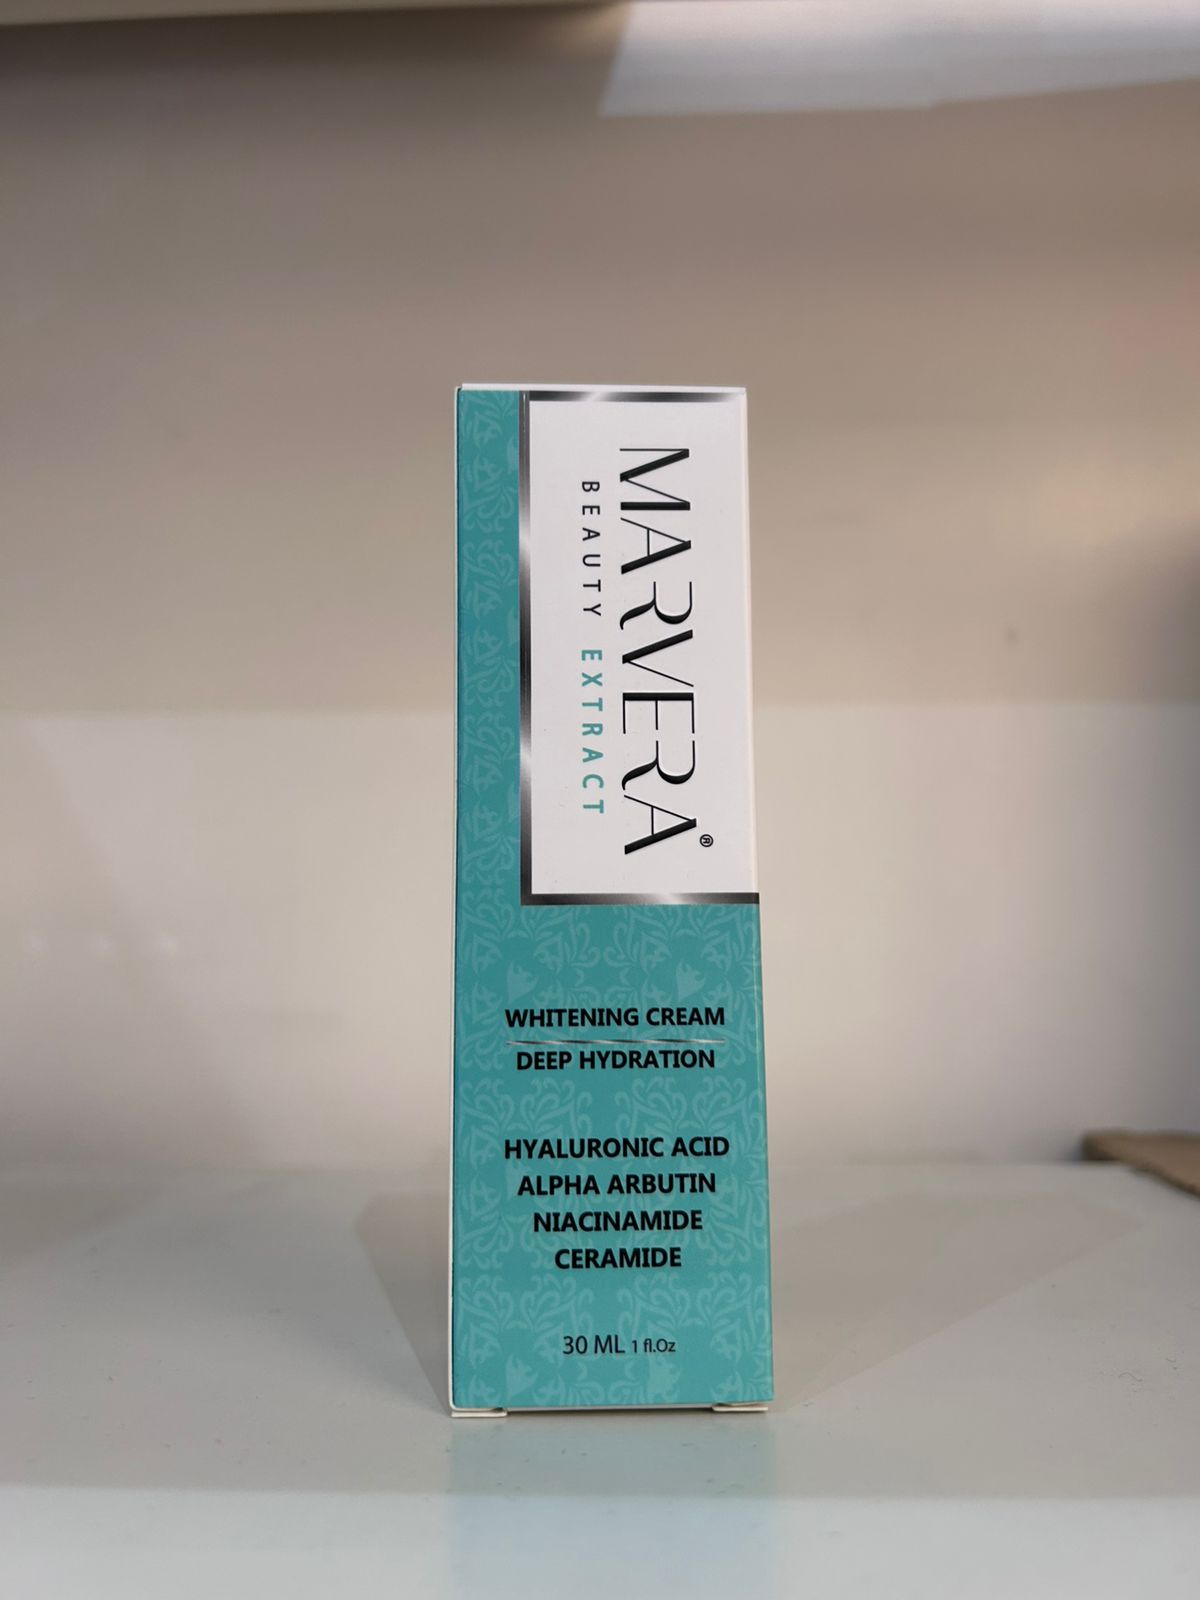 MARVERA®
BEAUTY EXTRACT
WHITENING CREAM
DEEP HYDRATION
HYALURONIC ACID
ALPHA ARBUTIN
NIACINAMIDE
CERAMIDE
30 ML 1 fl.Oz